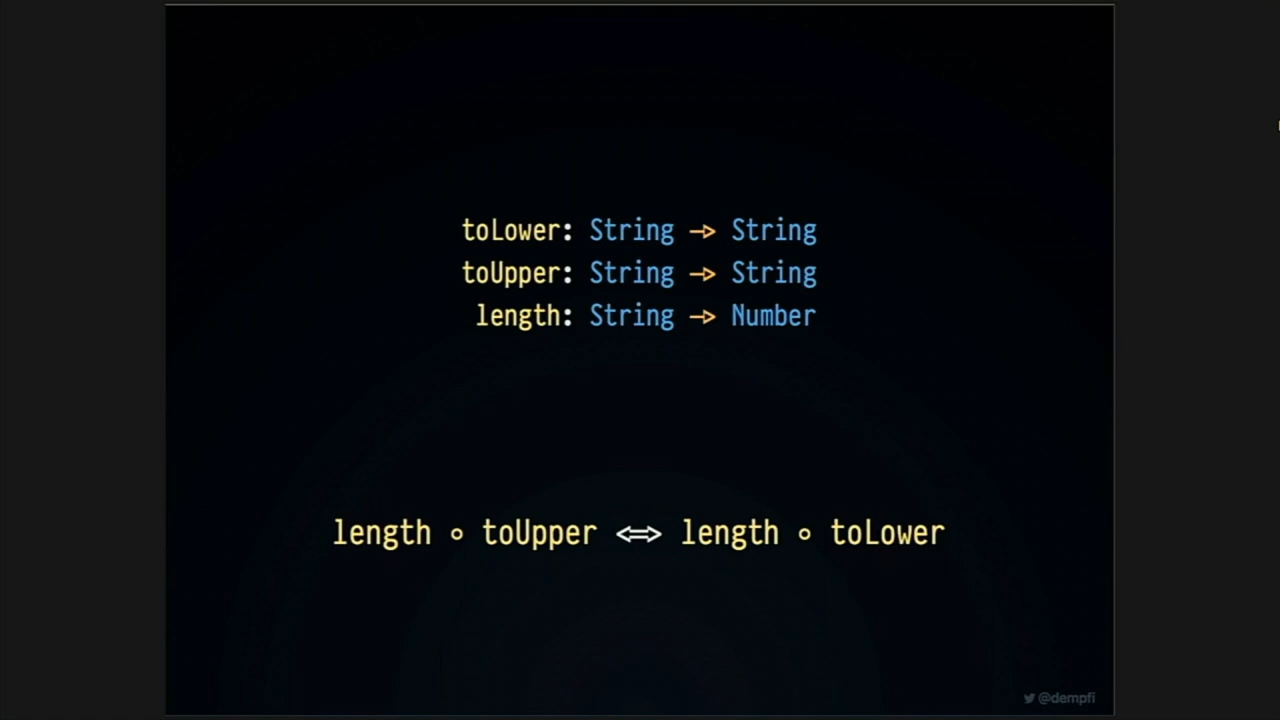 toLower: String → String
toUpper: String → String
length: String → Number
length ∘ toUpper ⟺ length ∘ toLower
@dempfi